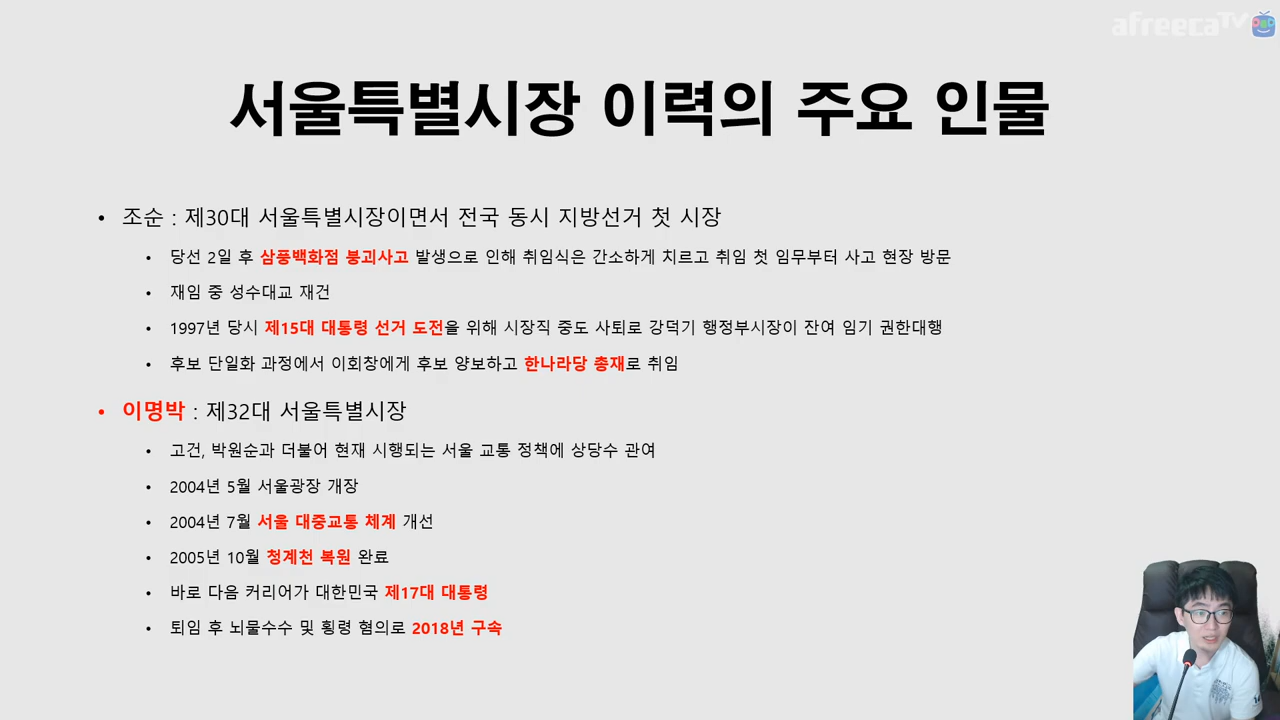 afreecaTV
서울특별시장 이력의 주요 인물
• 조순 : 제30대 서울특별시장이면서 전국 동시 지방선거 첫 시장
• 당선 2일 후 삼풍백화점 붕괴사고 발생으로 인해 취임식은 간소하게 치르고 취임 첫 임무부터 사고 현장 방문
• 재임 중 성수대교 재건
• 1997년 당시 제15대 대통령 선거 도전을 위해 시장직 중도 사퇴로 강덕기 행정부시장이 잔여 임기 권한대행
• 후보 단일화 과정에서 이회창에게 후보 양보하고 한나라당 총재로 취임
• 이명박 : 제32대 서울특별시장
• 고건, 박원순과 더불어 현재 시행되는 서울 교통 정책에 상당수 관여
• 2004년 5월 서울광장 개장
• 2004년 7월 서울 대중교통 체계 개선
• 2005년 10월 청계천 복원 완료
• 바로 다음 커리어가 대한민국 제17대 대통령
• 퇴임 후 뇌물수수 및 횡령 혐의로 2018년 구속